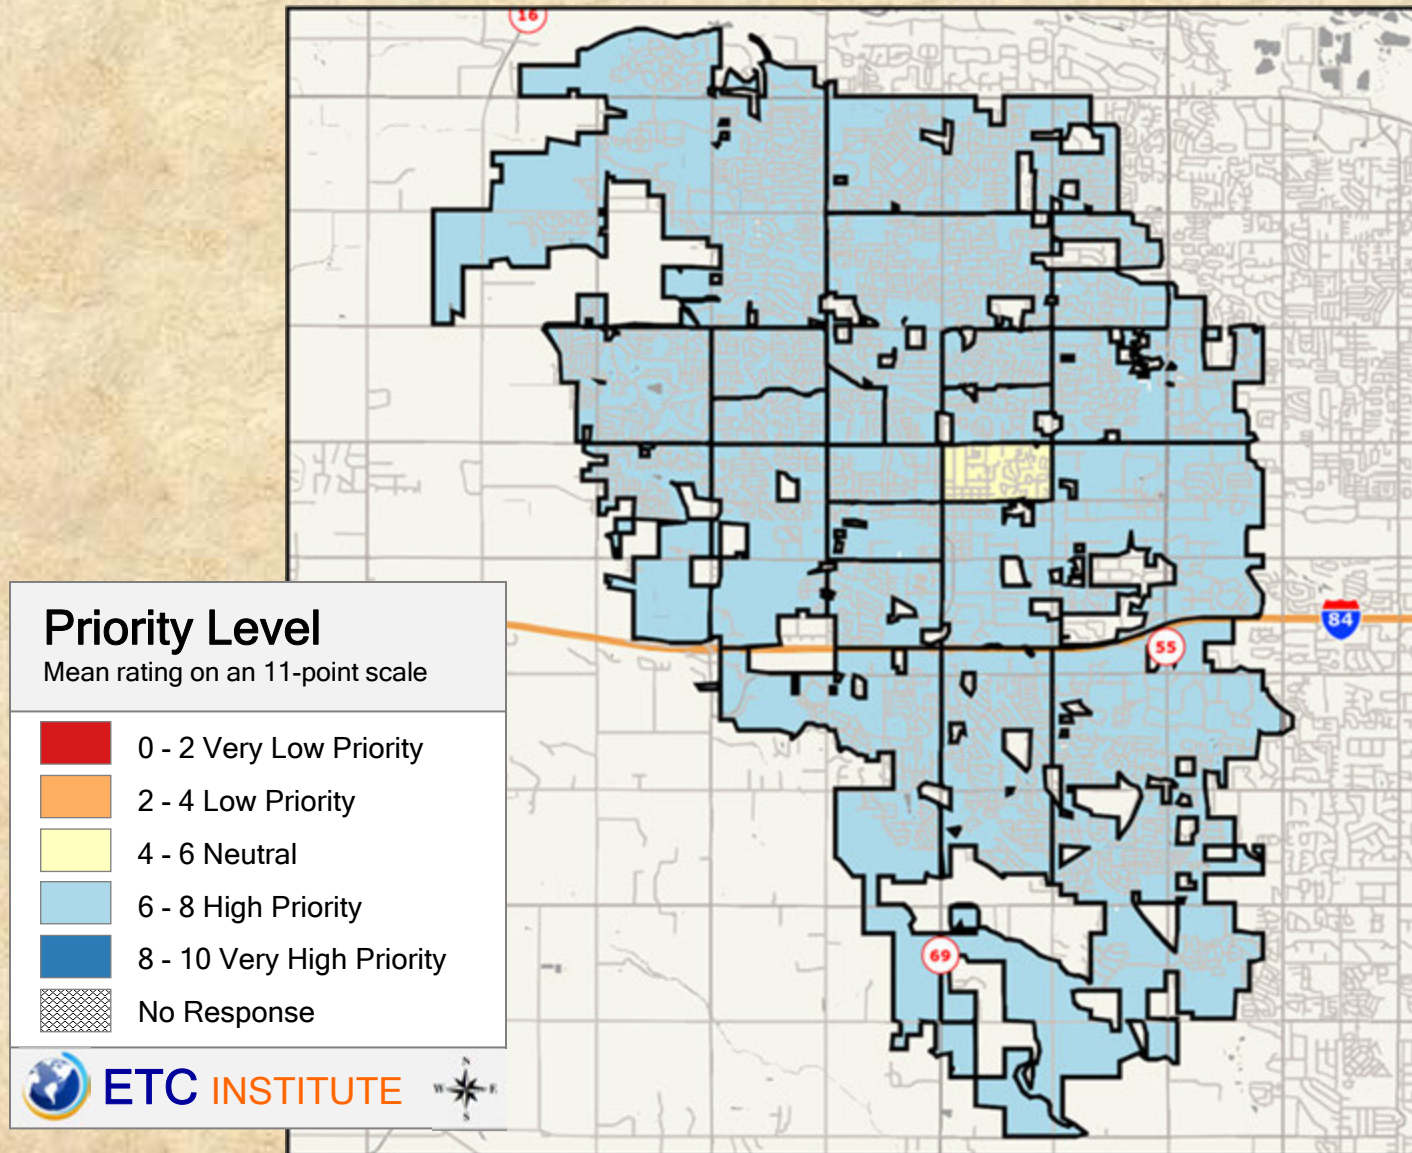 16
84
55
69
Priority Level
Mean rating on an 11-point scale
0 - 2 Very Low Priority
2 - 4 Low Priority
4 - 6 Neutral
6 - 8 High Priority
8 - 10 Very High Priority
No Response
ETC INSTITUTE
N
W E
S